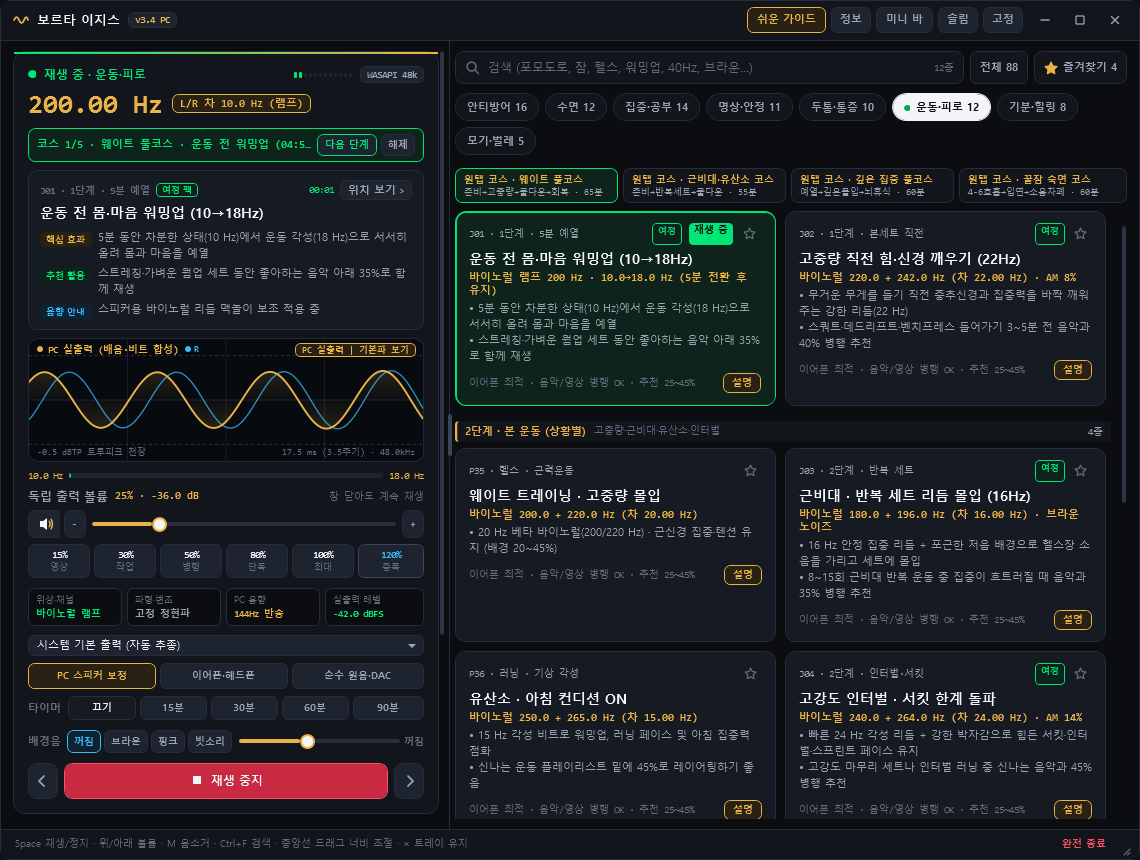 보르타 이지스 v3.4 PC
쉬운 가이드 정보 미니 바 슬림 고정
재생 중 · 운동·피로 WASAPI 48k
200.00 Hz L/R 차 10.0 Hz (램프)
코스 1/5 · 웨이트 풀코스 · 운동 전 워밍업 (04:5… 다음 단계 해제
J01 · 1단계 · 5분 예열 여정 팩 00:01 위치 보기 ›
운동 전 몸·마음 워밍업 (10→18Hz)
핵심 효과 5분 동안 차분한 상태(10 Hz)에서 운동 각성(18 Hz)으로 서서히
올려 몸과 마음을 예열
추천 활용 스트레칭·가벼운 웜업 세트 동안 좋아하는 음악 아래 35%로 함
께 재생
음향 안내 스피커용 바이노럴 리듬 맥놀이 보조 적용 중
PC 실출력 (배음·비트 합성) R PC 실출력 | 기본파 보기
-0.5 dBTP 트루피크 천장 17.5 ms (3.5주기) · 48.0kHz
10.0 Hz 18.0 Hz
독립 출력 볼륨 25% · -36.0 dB 창 닫아도 계속 재생
- +
15% 30% 50% 80% 100% 120%
영상 작업 병행 단독 최대 증폭
위상·채널 파형·변조 PC 음향 실출력 레벨
바이노럴 램프 고정 정현파 144Hz 반송 -42.0 dBFS
시스템 기본 출력 (자동 추종)
PC 스피커 보정 이어폰·헤드폰 순수 원음·DAC
타이머 끄기 15분 30분 60분 90분
배경음 꺼짐 브라운 핑크 빗소리 꺼짐
재생 중지
검색 (포모도로, 잠, 헬스, 워밍업, 40Hz, 브라운…) 12종 전체 88 즐겨찾기 4
안티방어 16 수면 12 집중·공부 14 명상·안정 11 두통·통증 10 운동·피로 12 기분·힐링 8
모기·벌레 5
원탭 코스 · 웨이트 풀코스
준비→고중량→쿨다운→회복 · 65분
원탭 코스 · 근비대·유산소 코스
준비→반복세트→쿨다운 · 55분
원탭 코스 · 깊은 집중 풀코스
예열→깊은몰입→뇌휴식 · 60분
원탭 코스 · 꿀잠 숙면 코스
4-6호흡→입면→소음차폐 · 60분
J01 · 1단계 · 5분 예열 여정 재생 중
운동 전 몸·마음 워밍업 (10→18Hz)
바이노럴 램프 200 Hz · 10.0→18.0 Hz (5분 전환 후
유지)
• 5분 동안 차분한 상태(10 Hz)에서 운동 각성(18 Hz)으로
서서히 올려 몸과 마음을 예열
• 스트레칭·가벼운 웜업 세트 동안 좋아하는 음악 아래 35%
로 함께 재생
이어폰 최적 · 음악/영상 병행 OK · 추천 25~45% 설명
J02 · 1단계 · 본세트 직전 여정
고중량 직전 힘·신경 깨우기 (22Hz)
바이노럴 220.0 + 242.0 Hz (차 22.00 Hz) · AM 8%
• 무거운 무게를 들기 직전 중추신경과 집중력을 바짝 깨워
주는 강한 리듬(22 Hz)
• 스쿼트·데드리프트·벤치프레스 들어가기 3~5분 전 음악과
40% 병행 추천
이어폰 최적 · 음악/영상 병행 OK · 추천 25~45% 설명
2단계 · 본 운동 (상황별) 고중량·근비대·유산소·인터벌 4종
P35 · 헬스 · 근력운동
웨이트 트레이닝 · 고중량 몰입
바이노럴 200.0 + 220.0 Hz (차 20.00 Hz)
• 20 Hz 베타 바이노럴(200/220 Hz) · 근신경 집중·텐션 유
지 (배경 20~45%)
이어폰 최적 · 음악/영상 병행 OK · 추천 25~45% 설명
J03 · 2단계 · 반복 세트 여정
근비대 · 반복 세트 리듬 몰입 (16Hz)
바이노럴 180.0 + 196.0 Hz (차 16.00 Hz) · 브라운
노이즈
• 16 Hz 안정 집중 리듬 + 포근한 저음 배경으로 헬스장 소
음을 가리고 세트에 몰입
• 8~15회 근비대 반복 운동 중 집중이 흐트러질 때 음악과
35% 병행 추천
이어폰 최적 · 음악/영상 병행 OK · 추천 25~45% 설명
P36 · 러닝 · 기상 각성
유산소 · 아침 컨디션 ON
바이노럴 250.0 + 265.0 Hz (차 15.00 Hz)
• 15 Hz 각성 비트로 워밍업, 러닝 페이스 및 아침 집중력
점화
• 신나는 운동 플레이리스트 밑에 45%로 레이어링하기 좋
음
이어폰 최적 · 음악/영상 병행 OK · 추천 25~45% 설명
J04 · 2단계 · 인터벌·서킷 여정
고강도 인터벌 · 서킷 한계 돌파
바이노럴 240.0 + 264.0 Hz (차 24.00 Hz) · AM 14%
• 빠른 24 Hz 각성 리듬 + 강한 박자감으로 힘든 서킷·인터
벌·스프린트 페이스 유지
• 고강도 마무리 세트나 인터벌 러닝 중 신나는 음악과 45%
병행 추천
이어폰 최적 · 음악/영상 병행 OK · 추천 25~45% 설명
Space 재생/정지 · 위/아래 볼륨 · M 음소거 · Ctrl+F 검색 · 중앙선 드래그 너비 조절 · × 트레이 유지 완전 종료